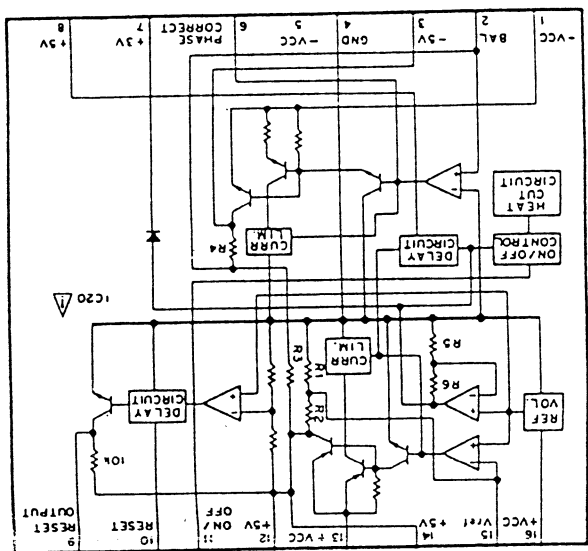 16 15 14 13 +VCC 12 11 10 9
+VCC Vref +5V +5V ON/OFF RESET RESET OUTPUT
10k
REF VOL
R6
R5
R2
R1
R3
CURR LIM.
DELAY CIRCUIT
IC20
ON/OFF CONTROL
HEAT CUT CIRCUIT
DELAY CIRCUIT
CURR LIM.
R4
-VCC BAL -5V GND -VCC PHASE CORRECT +3V +5V
1 2 3 4 5 6 7 8